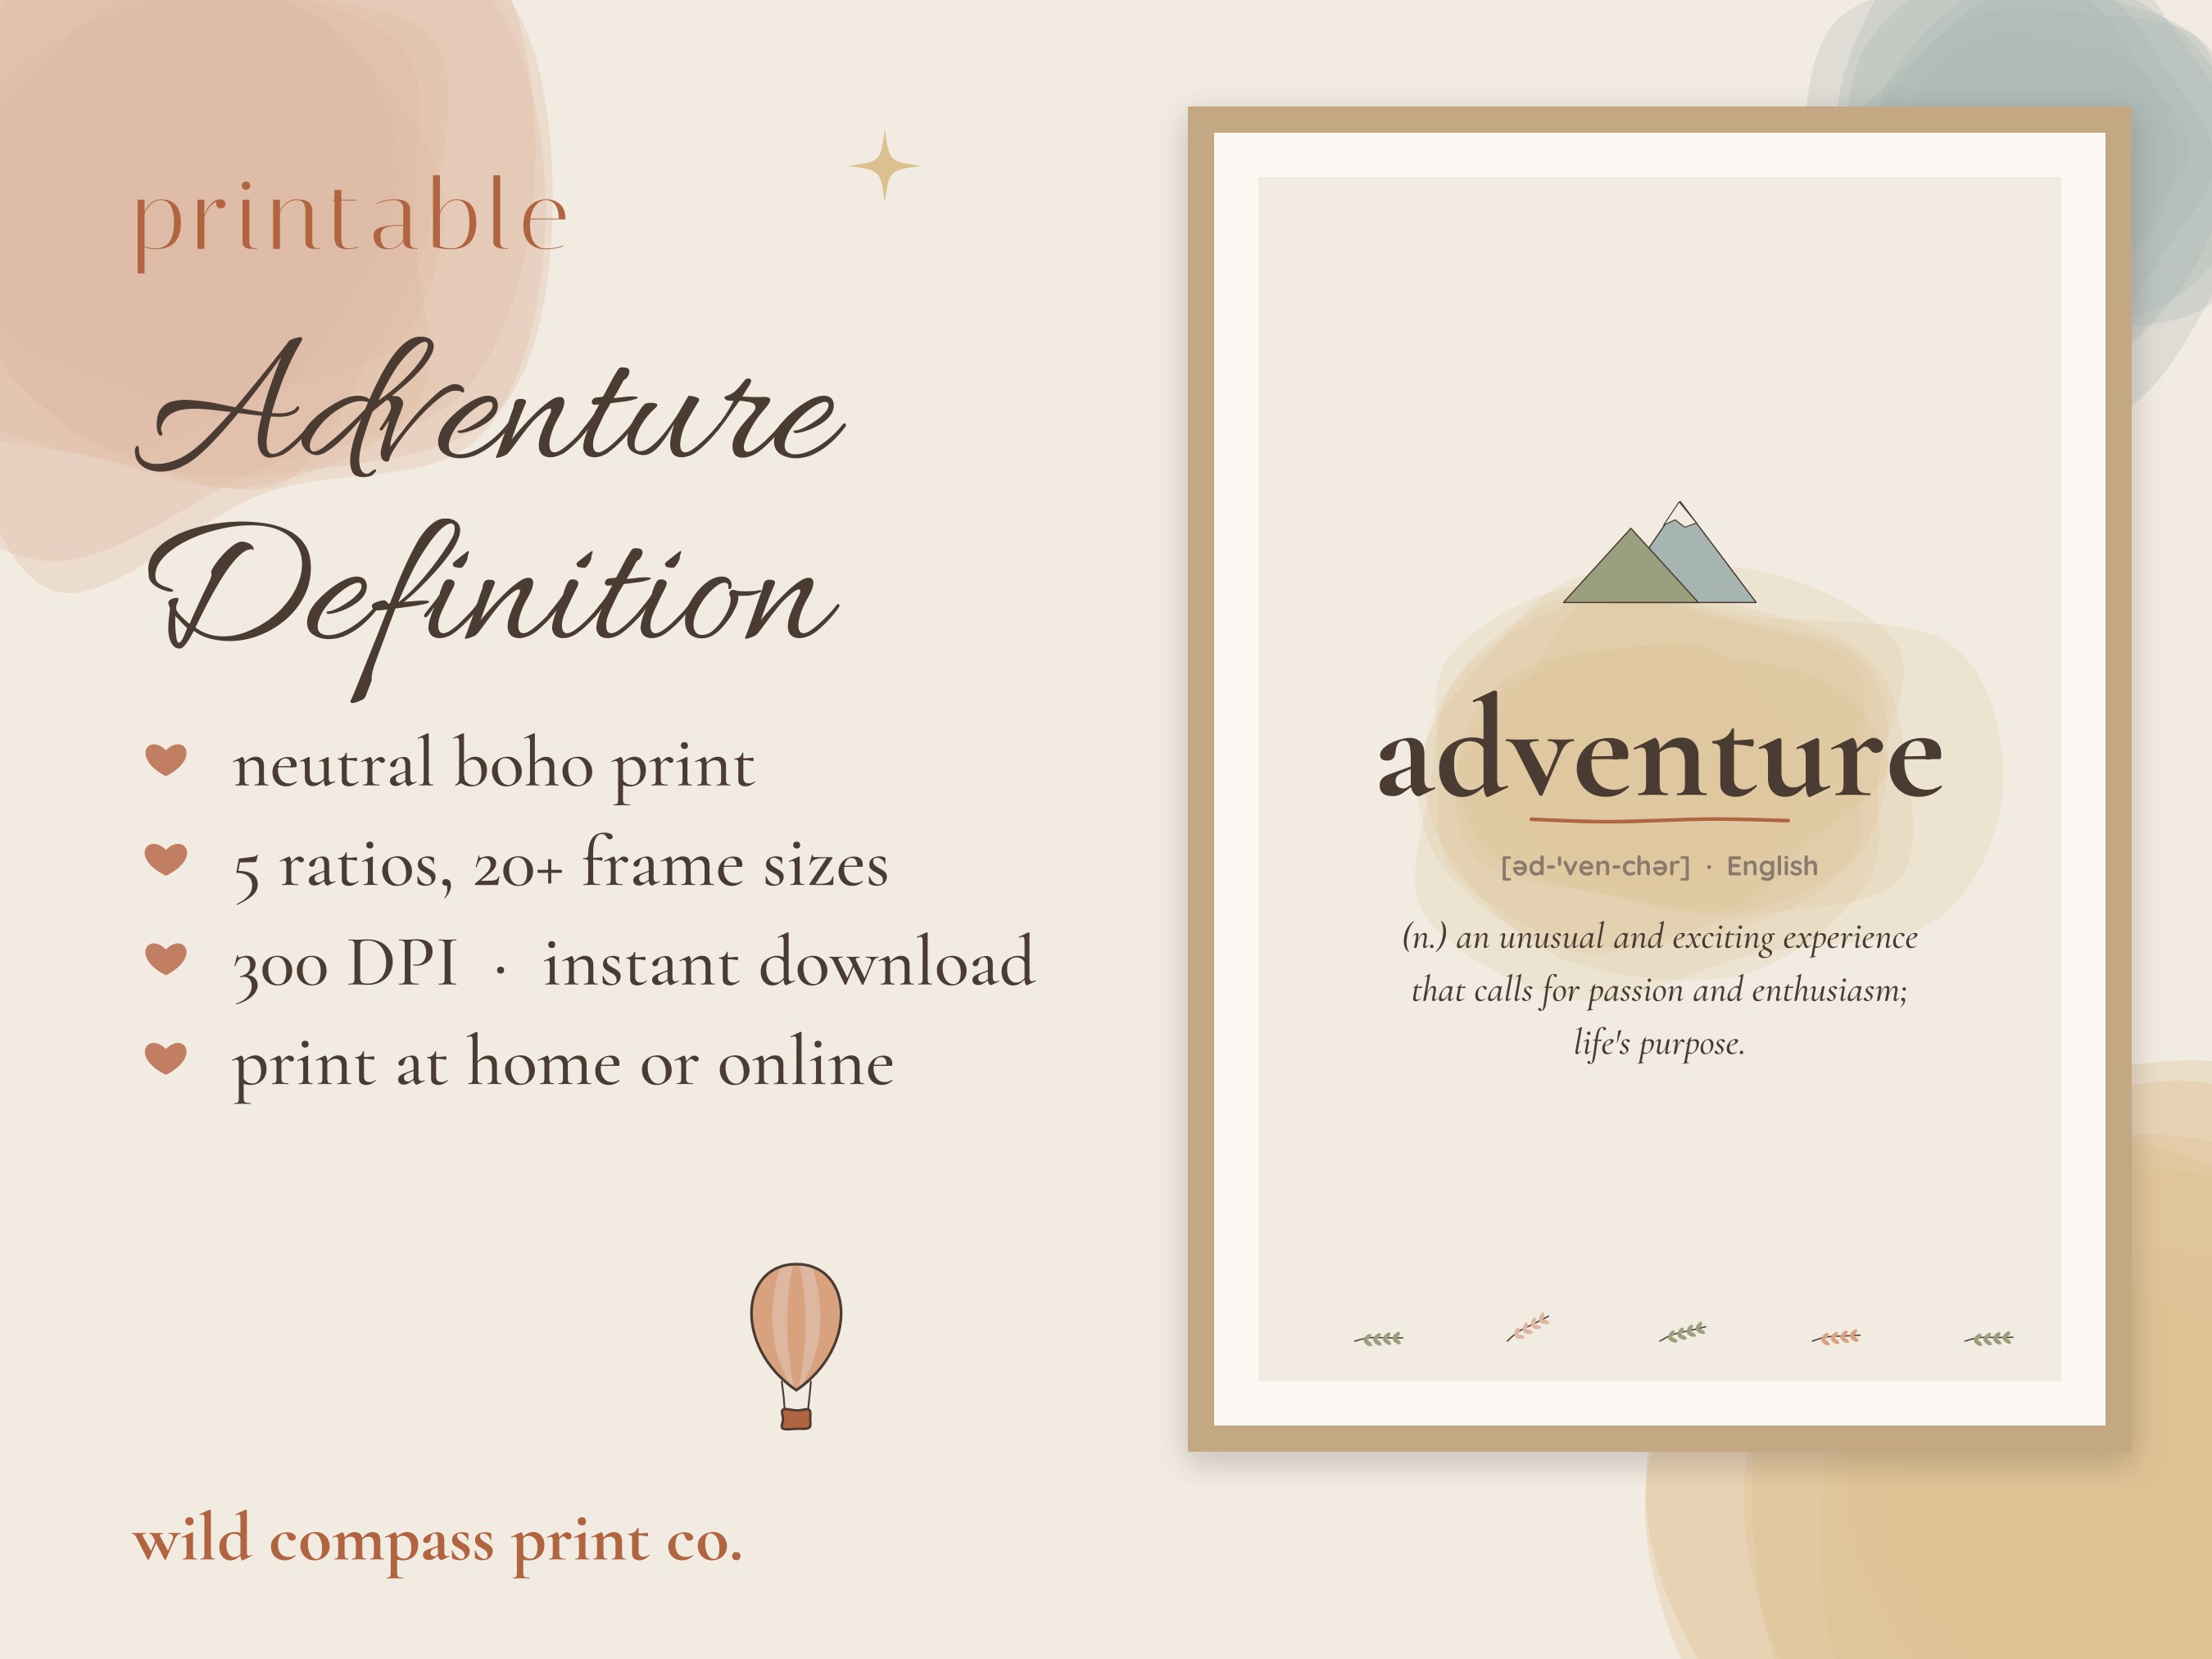 printable
Adventure
Definition
neutral boho print
5 ratios, 20+ frame sizes
300 DPI · instant download
print at home or online
wild compass print co.
adventure
[əd-ˈven-chər] · English
(n.) an unusual and exciting experience
that calls for passion and enthusiasm;
life's purpose.